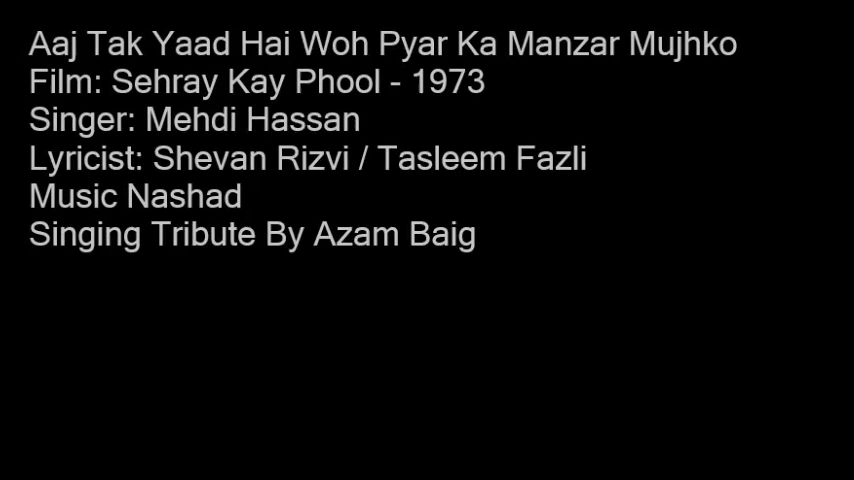 Aaj Tak Yaad Hai Woh Pyar Ka Manzar Mujhko
Film: Sehray Kay Phool - 1973
Singer: Mehdi Hassan
Lyricist: Shevan Rizvi / Tasleem Fazli
Music Nashad
Singing Tribute By Azam Baig